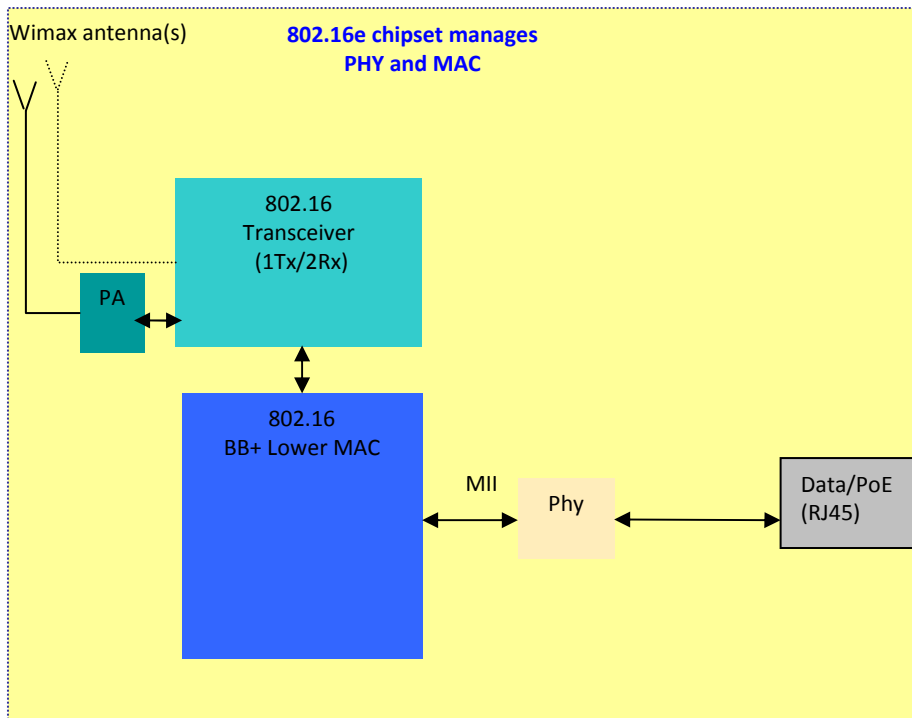 Wimax antenna(s)
802.16e chipset manages
PHY and MAC
802.16
Transceiver
(1Tx/2Rx)
PA
802.16
BB+ Lower MAC
MII
Phy
Data/PoE
(RJ45)